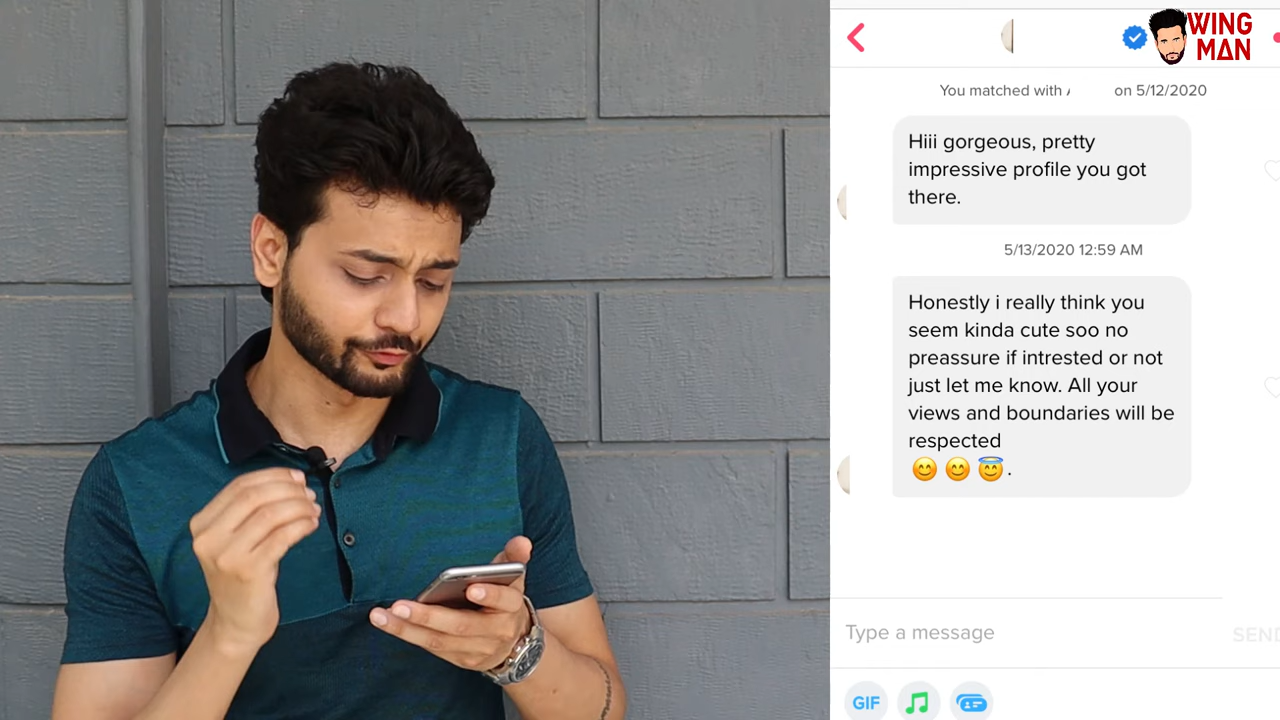 WING
MAN
You matched with
on 5/12/2020
Hiii gorgeous, pretty
impressive profile you got
there.
5/13/2020 12:59 AM
Honestly i really think you
seem kinda cute soo no
preassure if intrested or not
just let me know. All your
views and boundaries will be
respected
😊 😊 😇 .
Type a message
SEND
GIF